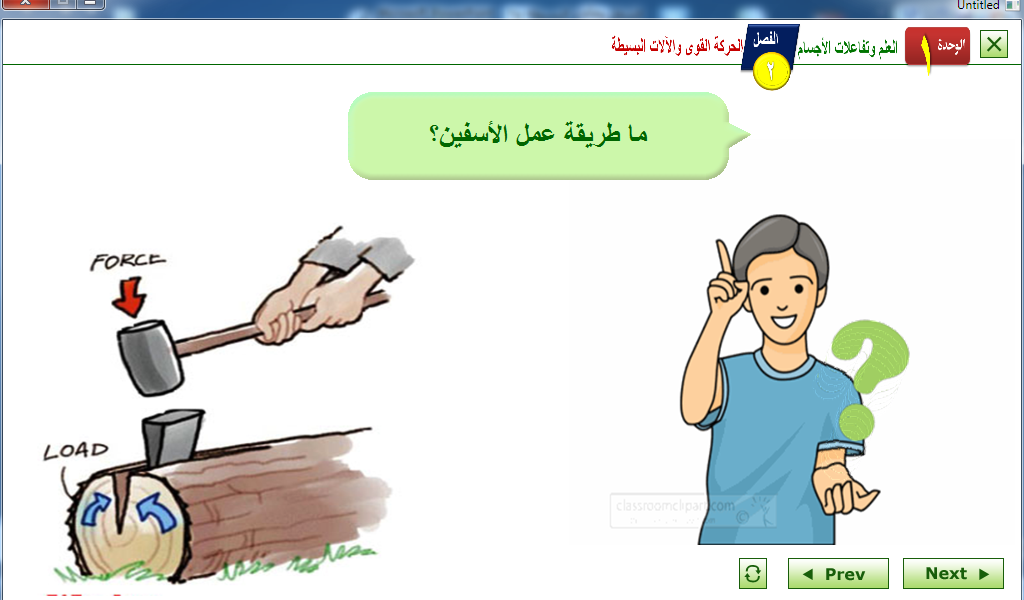 Untitled
الوحدة
١
العلم وتفاعلات الأجسام
الفصل
٢
الحركة القوى والآلات البسيطة
ما طريقة عمل الأسفين؟
FORCE
LOAD
classroomclipart.com
Prev
Next